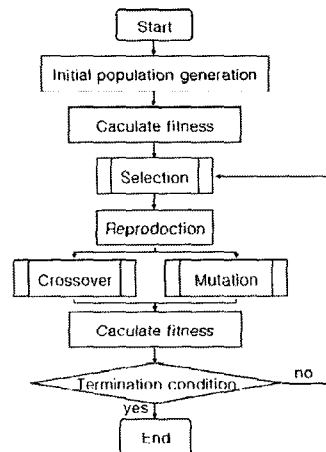 Start
Initial population generation
Caculate fitness
Selection
Reprodoction
Crossover
Mutation
Caculate fitness
Termination condition
no
yes
End